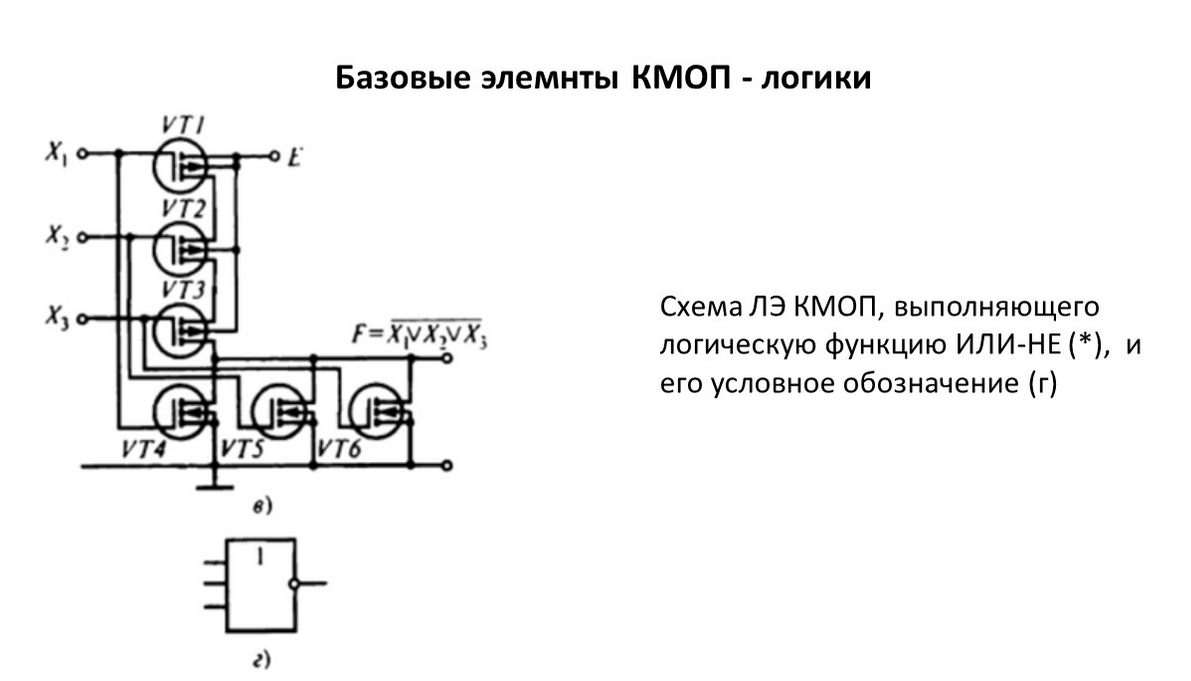 Базовые элемнты КМОП - логики
VT1
X₁
E
VT2
X₂
VT3
X₃
F=X₁∨X₂∨X₃
Схема ЛЭ КМОП, выполняющего
логическую функцию ИЛИ-НЕ (*), и
его условное обозначение (г)
VT4 VT5 VT6
в)
1
г)